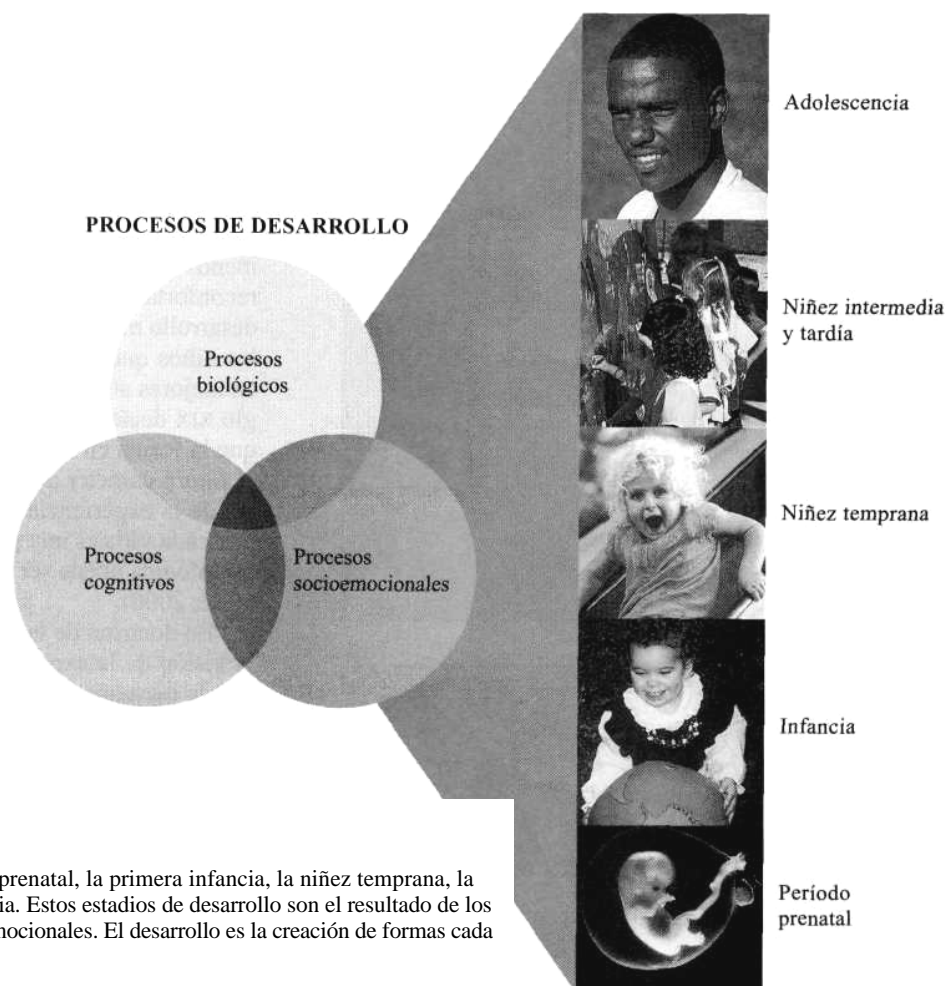 PROCESOS DE DESARROLLO
Procesos
biológicos
Procesos
cognitivos
Procesos
socioemocionales
Adolescencia
Niñez intermedia
y tardía
Niñez temprana
Infancia
Período
prenatal
prenatal, la primera infancia, la niñez temprana, la
ia. Estos estadios de desarrollo son el resultado de los
nocionales. El desarrollo es la creación de formas cada